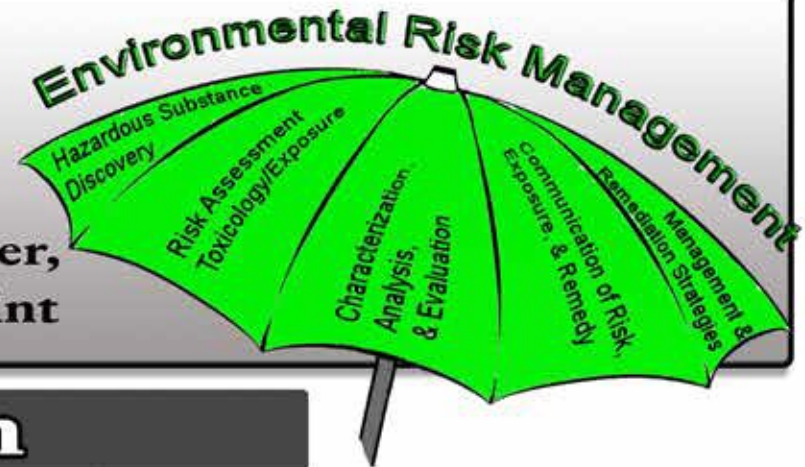 Environmental Risk Management
Hazardous Substance
Discovery
Risk Assessment
Toxicology/Exposure
Characterization,
Analysis,
& Evaluation
Communication of Risk,
Exposure, & Remedy
Management &
Remediation Strategies
er,
nt
n